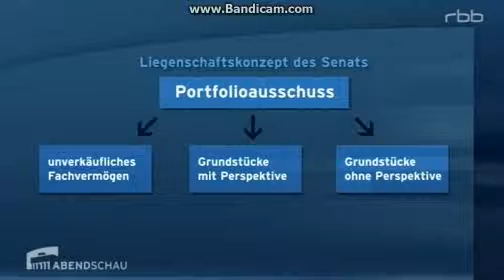 www.Bandicam.com
rbb
Liegenschaftskonzept des Senats
Portfolioausschuss
unverkäufliches
Fachvermögen
Grundstücke
mit Perspektive
Grundstücke
ohne Perspektive
ABENDSCHAU